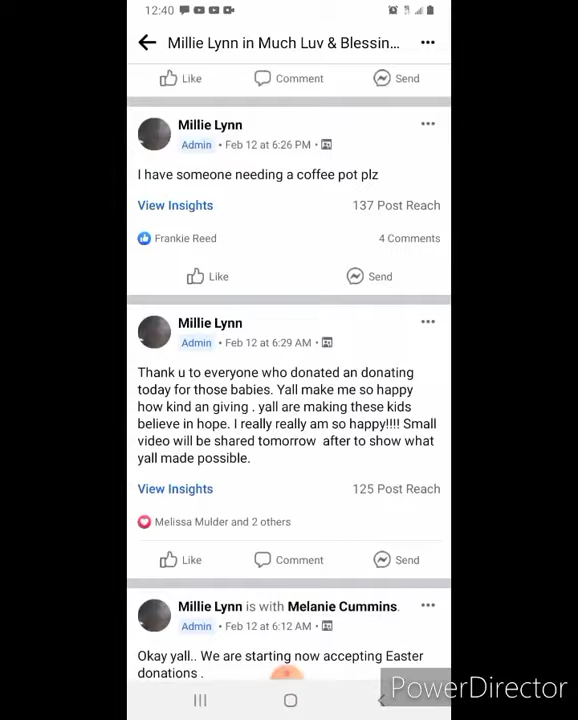 12:40
Millie Lynn in Much Luv & Blessin...
Like Comment Send
Millie Lynn
Admin • Feb 12 at 6:26 PM •
I have someone needing a coffee pot plz
View Insights 137 Post Reach
Frankie Reed 4 Comments
Like Send
Millie Lynn
Admin • Feb 12 at 6:29 AM •
Thank u to everyone who donated an donating
today for those babies. Yall make me so happy
how kind an giving . yall are making these kids
believe in hope. I really really am so happy!!!! Small
video will be shared tomorrow after to show what
yall made possible.
View Insights 125 Post Reach
Melissa Mulder and 2 others
Like Comment Send
Millie Lynn is with Melanie Cummins.
Admin • Feb 12 at 6:12 AM •
Okay yall.. We are starting now accepting Easter
donations .
PowerDirector